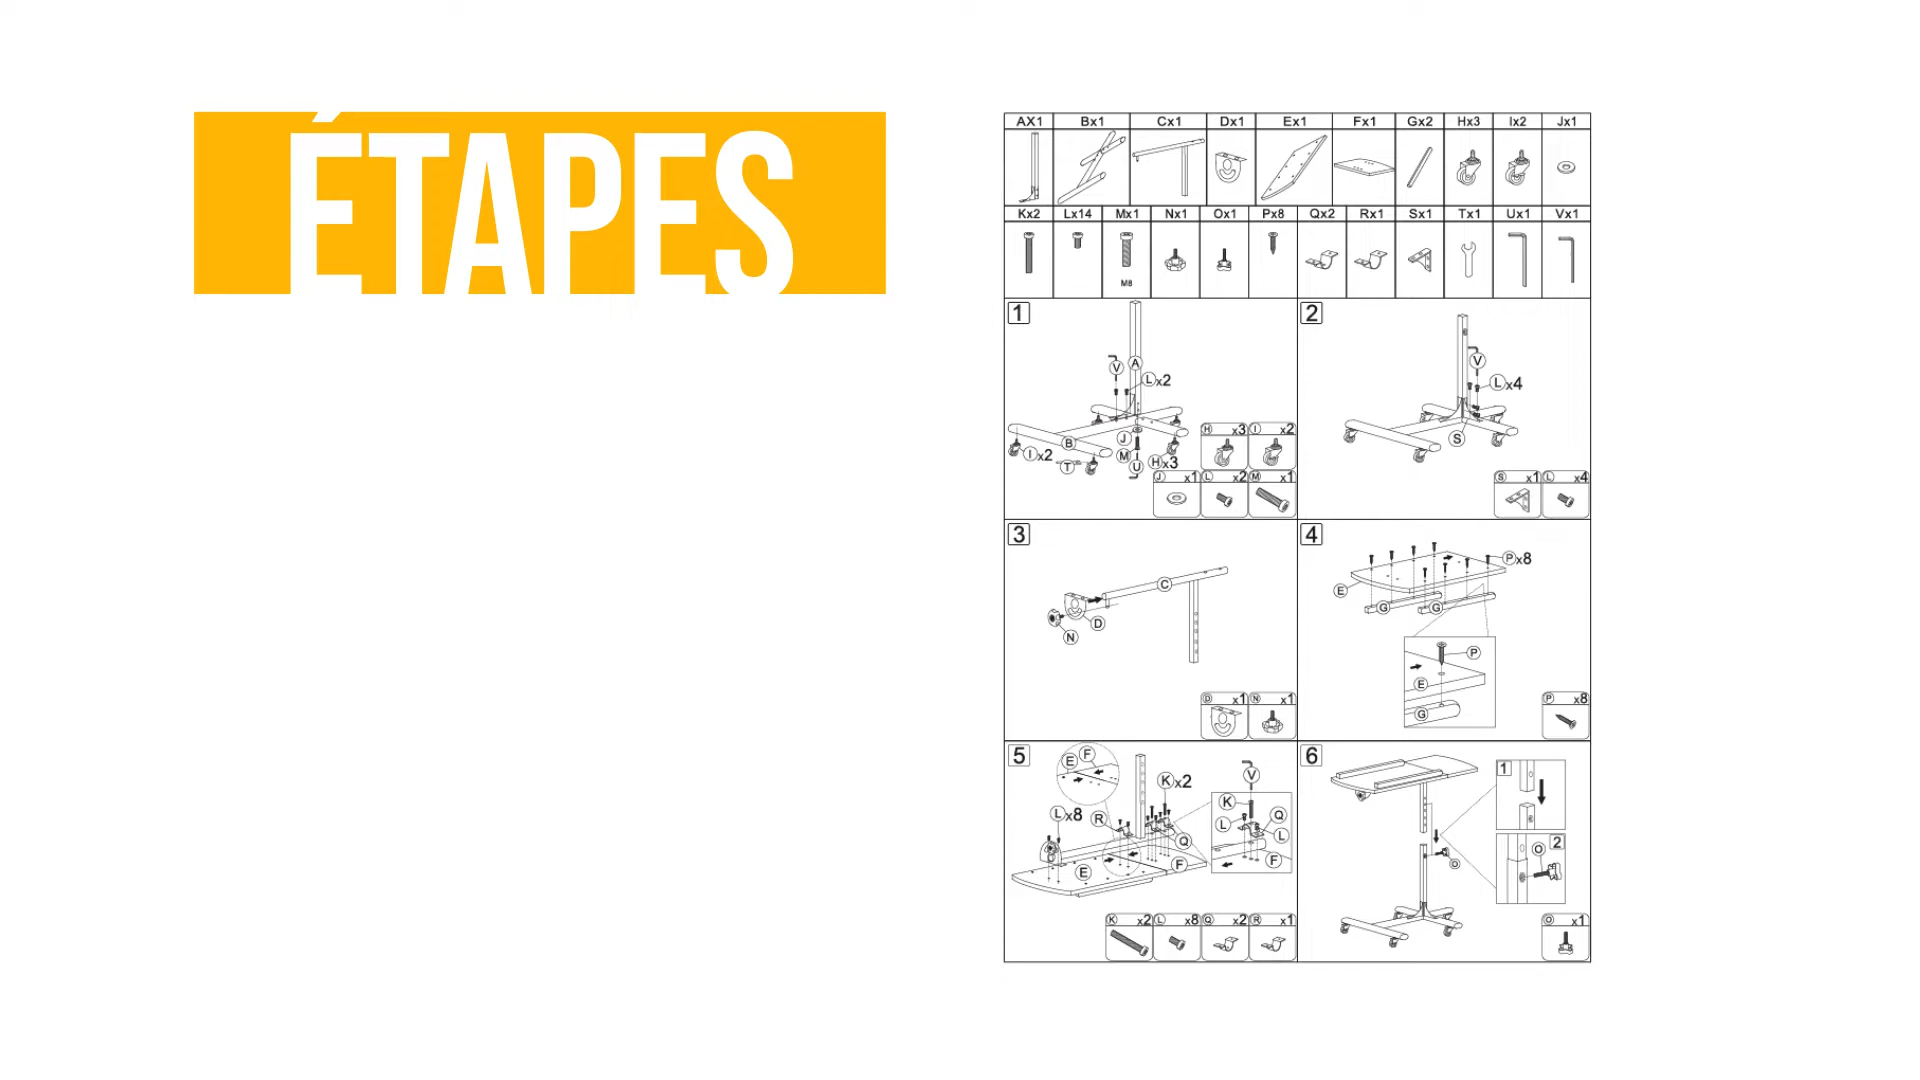 ÉTAPES
AX1 Bx1 Cx1 Dx1 Ex1 Fx1 Gx2 Hx3 Ix2 Jx1
Kx2 Lx14 Mx1 Nx1 Ox1 Px8 Qx2 Rx1 Sx1 Tx1 Ux1 Vx1
M8
1
V A
L x2
B J
I x2
M
T U H x3
H x3 I x2
J x1 L x2 M x1
2
V
L x4
S
S x1 L x4
3
C
D
N
D x1 N x1
4
P x8
E
G G
P
E
G
P x8
5
E F
K x2
V
L x8 R
K
L Q
Q L
E F F
K x2 L x8 Q x2 R x1
6
1
2
O
O
O x1